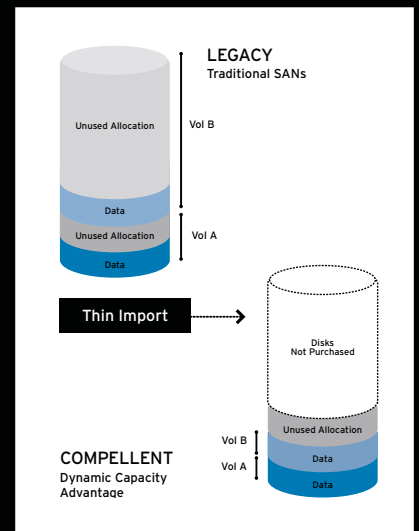 LEGACY
Traditional SANs
Unused Allocation
Vol B
Data
Unused Allocation
Vol A
Data
Thin Import
Disks
Not Purchased
Unused Allocation
Vol B
Data
Vol A
Data
COMPELLENT
Dynamic Capacity
Advantage